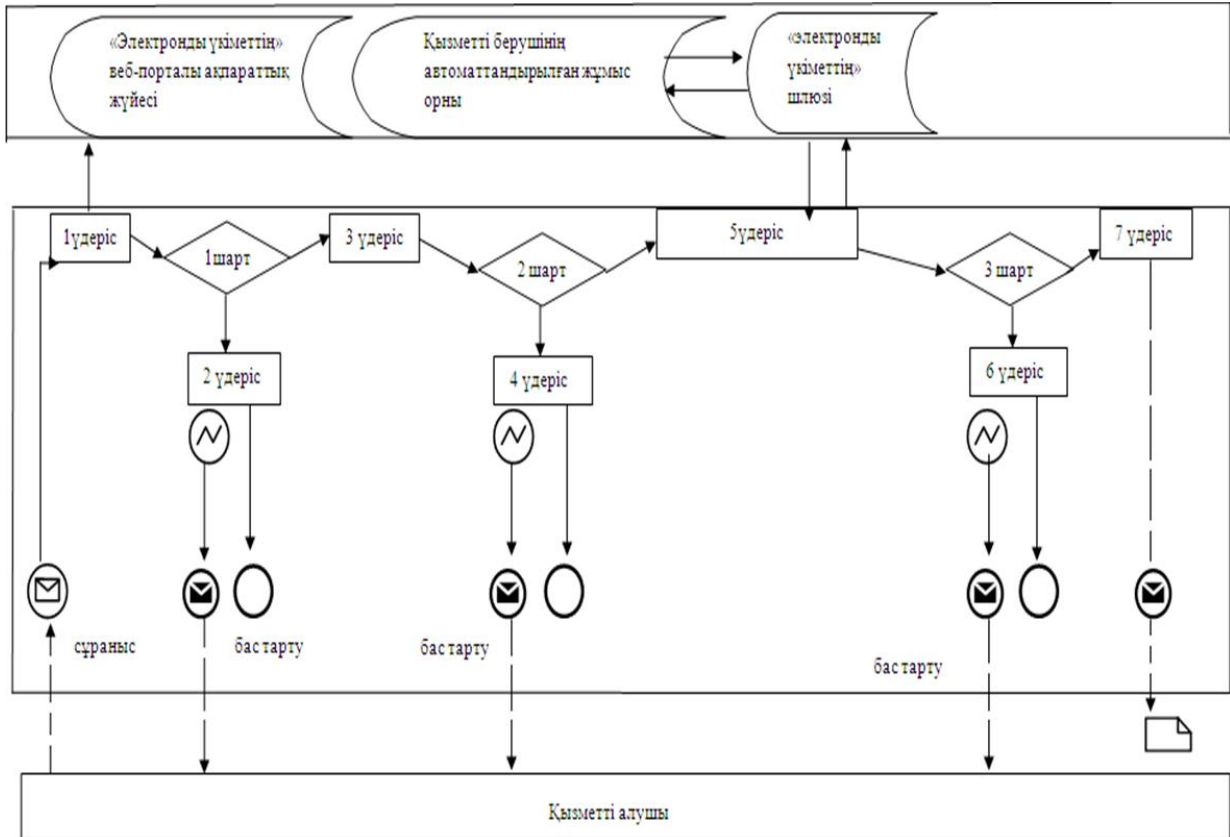 «Электронды үкіметтің»
веб-порталы ақпараттық
жүйесі
Қызметті берушінің
автоматтандырылған жұмыс
орны
«электронды
үкіметтің»
шлюзі
1үдеріс
1шарт
3 үдеріс
2 шарт
5үдеріс
3 шарт
7 үдеріс
2 үдеріс
4 үдеріс
6 үдеріс
сұраныс
бас тарту
бас тарту
бас тарту
Қызметті алушы